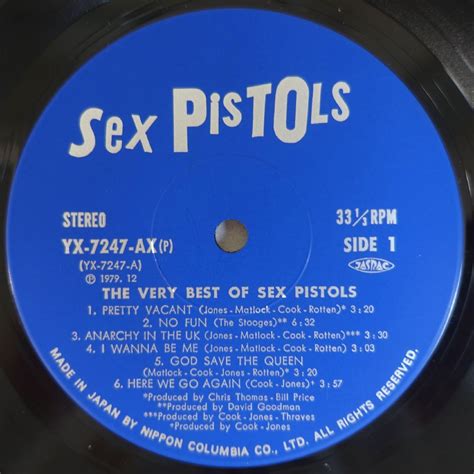 Sex PISTOLS
STEREO
33 1/3 RPM
YX-7247-AX(P)
SIDE 1
(YX-7247-A)
JASRAC
Ⓟ 1979. 12
THE VERY BEST OF SEX PISTOLS
1. PRETTY VACANT (Jones-Matlock-Cook-Rotten)* 3:20
2. NO FUN (The Stooges)** 6:32
3. ANARCHY IN THE UK (Jones-Matlock-Cook-Rotten)*** 3:30
4. I WANNA BE ME (Jones-Matlock-Cook-Rotten)** 3:03
5. GOD SAVE THE QUEEN
(Matlock-Cook-Jones-Rotten)* 3:20
6. HERE WE GO AGAIN (Cook-Jones)**** 3:57
*Produced by Chris Thomas-Bill Price
**Produced by David Goodman
***Produced by Cook-Jones-Thraves
****Produced by Cook-Jones
MADE IN JAPAN BY NIPPON COLUMBIA CO., LTD. ALL RIGHTS RESERVED.